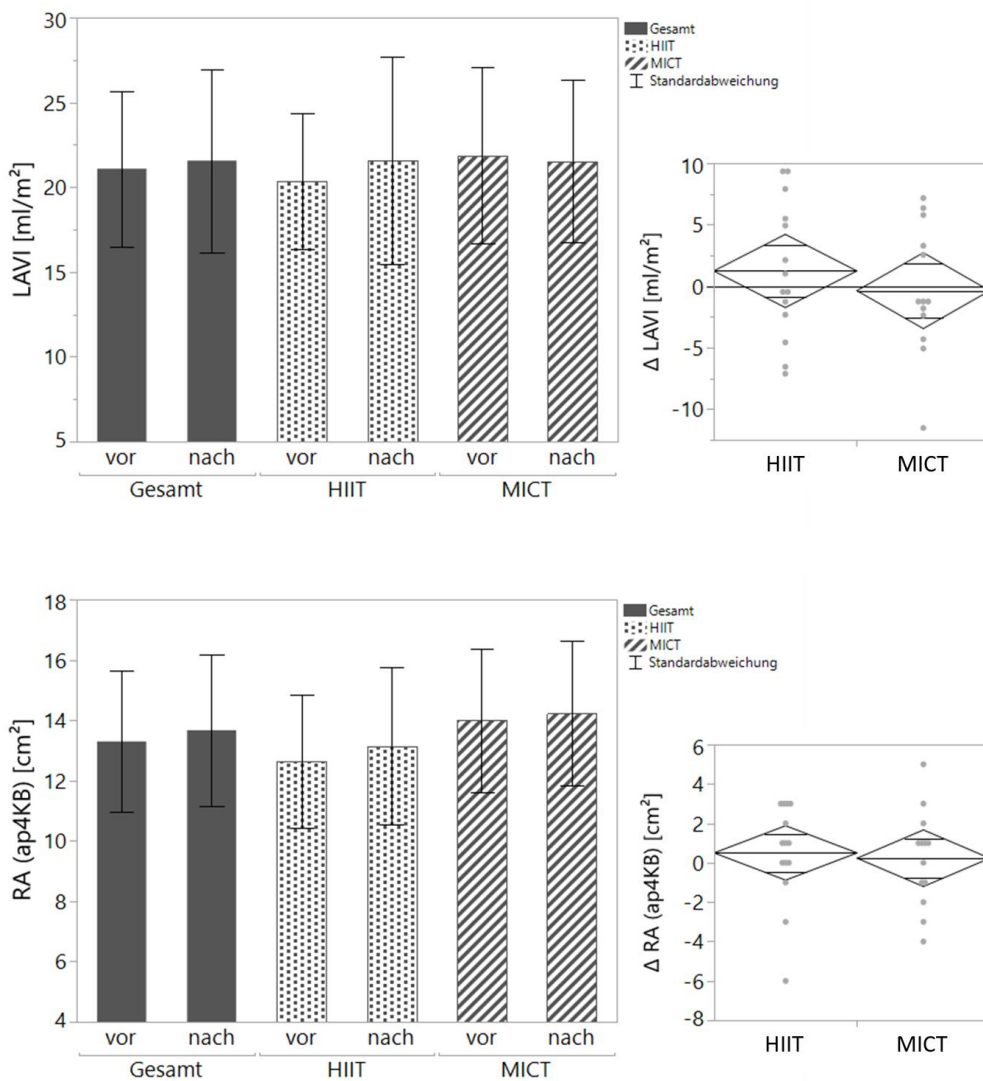 30
25
20
15
10
5
LAVI [ml/m²]
vor nach vor nach vor nach
Gesamt HIIT MICT
Gesamt
HIIT
MICT
Standardabweichung
10
5
0
-5
-10
Δ LAVI [ml/m²]
HIIT MICT
18
16
14
12
10
8
6
4
RA (ap4KB) [cm²]
vor nach vor nach vor nach
Gesamt HIIT MICT
Gesamt
HIIT
MICT
Standardabweichung
6
4
2
0
-2
-4
-6
-8
Δ RA (ap4KB) [cm²]
HIIT MICT